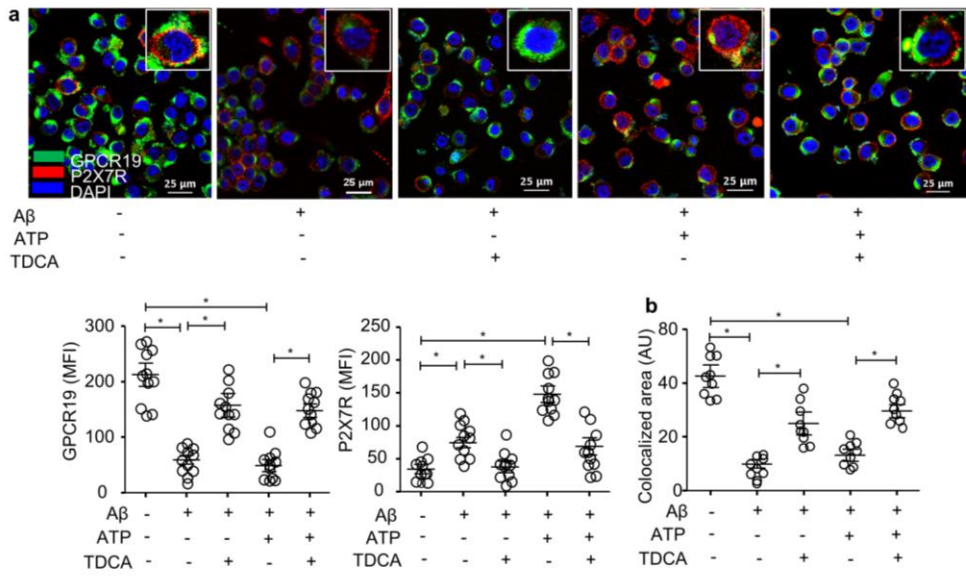 a
GPCR19
P2X7R
DAPI
25 µm
25 µm
25 µm
25 µm
25 µm
Aβ - + + + +
ATP - - - + +
TDCA - - + - +
b
GPCR19 (MFI)
300
200
100
0
* * * *
Aβ - + + + +
ATP - - - + +
TDCA - - + - +
P2X7R (MFI)
250
200
150
100
50
0
* * * *
Aβ - + + + +
ATP - - - + +
TDCA - - + - +
Colocalized area (AU)
80
40
20
0
* * * *
Aβ - + + + +
ATP - - - + +
TDCA - - + - +